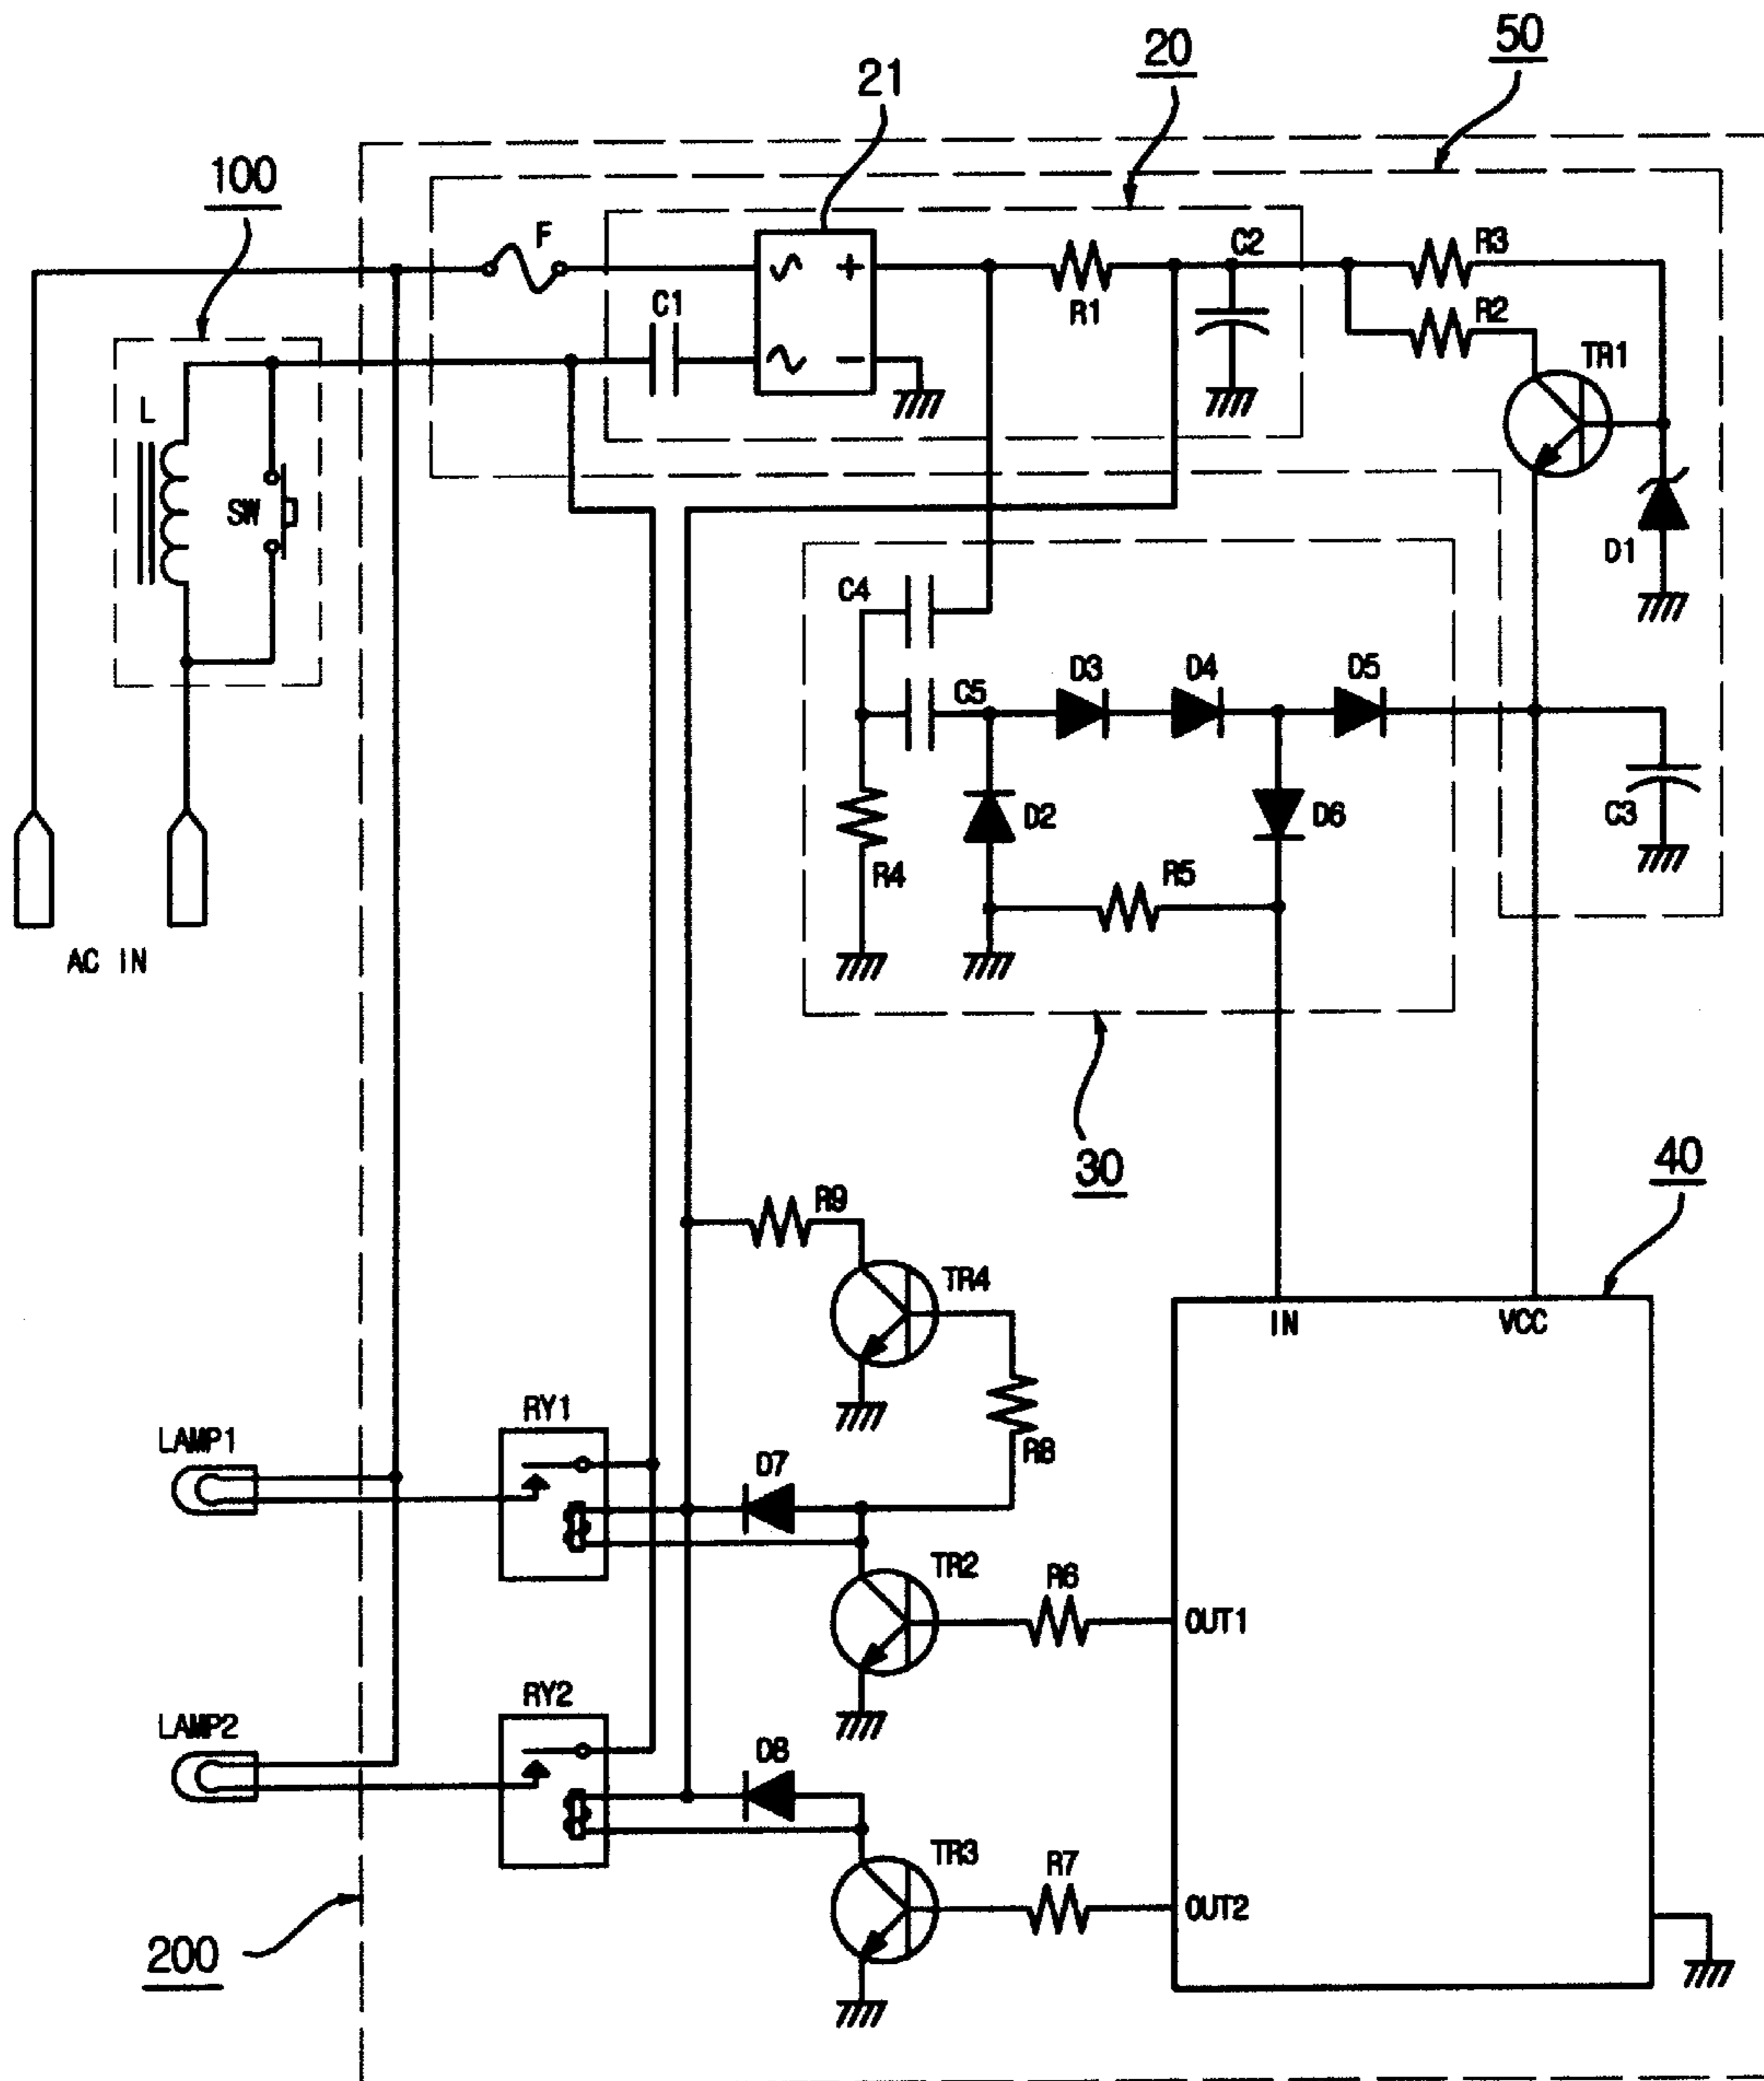 50
20
21
100
F
C2
R3
C1
R1
R2
TR1
L
SW
D1
C4
D3
D4
D5
C5
D2
D6
C3
R4
R5
AC IN
30
40
R9
TR4
IN
VCC
RY1
LAMP1
D7
R8
TR2
R6
OUT1
RY2
LAMP2
D8
TR3
R7
OUT2
200